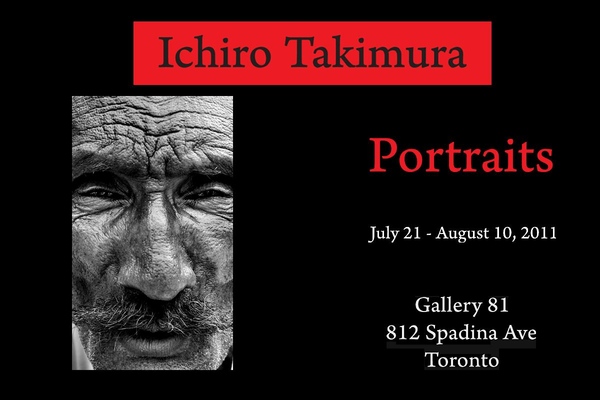 Ichiro Takimura
Portraits
July 21 - August 10, 2011
Gallery 81
812 Spadina Ave
Toronto